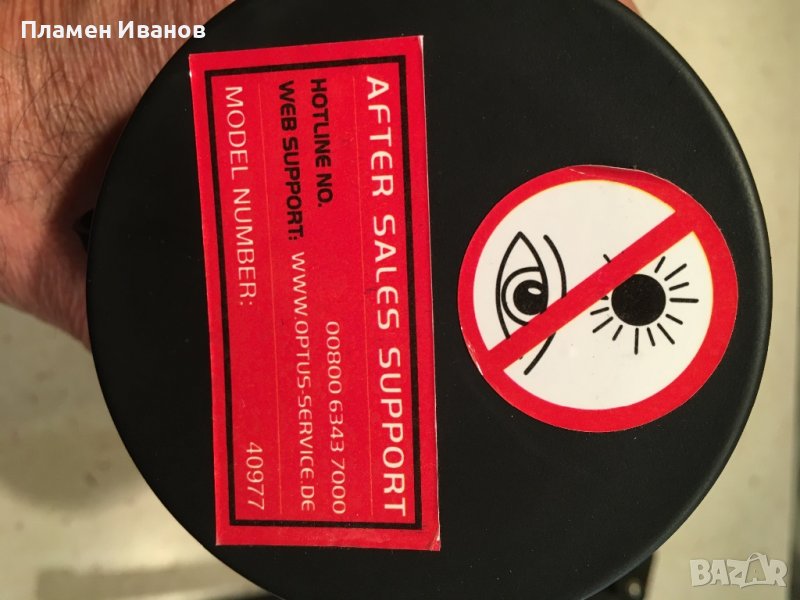 Пламен Иванов
AFTER SALES SUPPORT
HOTLINE NO. 00800 6343 7000
WEB SUPPORT: WWW.OPTUS-SERVICE.DE
MODEL NUMBER: 40977
BAZAR